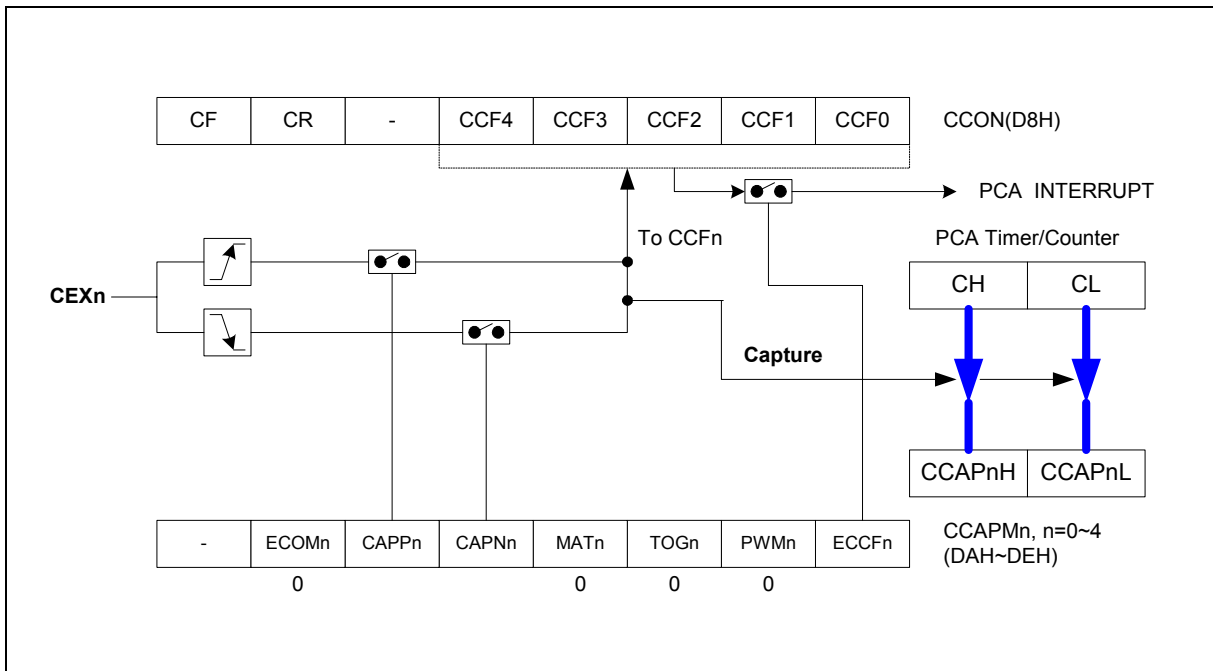 CF CR - CCF4 CCF3 CCF2 CCF1 CCF0 CCON(D8H)
PCA INTERRUPT
To CCFn
PCA Timer/Counter
CH CL
CEXn
Capture
CCAPnH CCAPnL
- ECOMn CAPPn CAPNn MATn TOGn PWMn ECCFn
CCAPMn, n=0~4
(DAH~DEH)
0 0 0 0